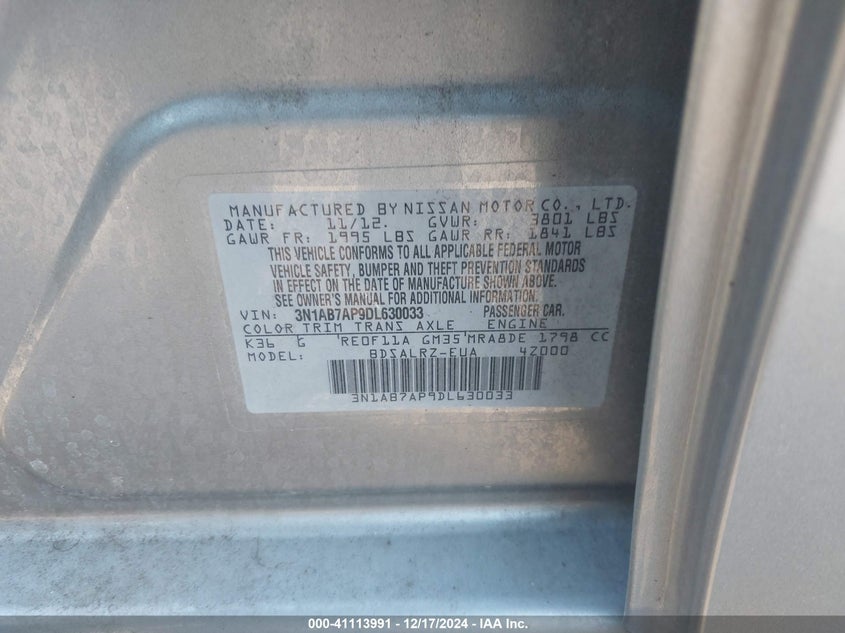 MANUFACTURED BY NISSAN MOTOR CO., LTD.
DATE: 11/12. GVWR: 3801 LBS
GAWR FR: 1995 LBS GAWR RR: 1841 LBS
THIS VEHICLE CONFORMS TO ALL APPLICABLE FEDERAL MOTOR
VEHICLE SAFETY, BUMPER AND THEFT PREVENTION STANDARDS
IN EFFECT ON THE DATE OF MANUFACTURE SHOWN ABOVE.
SEE OWNER'S MANUAL FOR ADDITIONAL INFORMATION.
VIN: 3N1AB7AP9DL630033 PASSENGER CAR.
COLOR TRIM TRANS AXLE ENGINE
K36 G RE0F11A GM35 MRA8DE 1798 CC
MODEL: BDSALRZ-EUA 42000
3N1AB7AP9DL630033
000-41113991 - 12/17/2024 - IAA Inc.